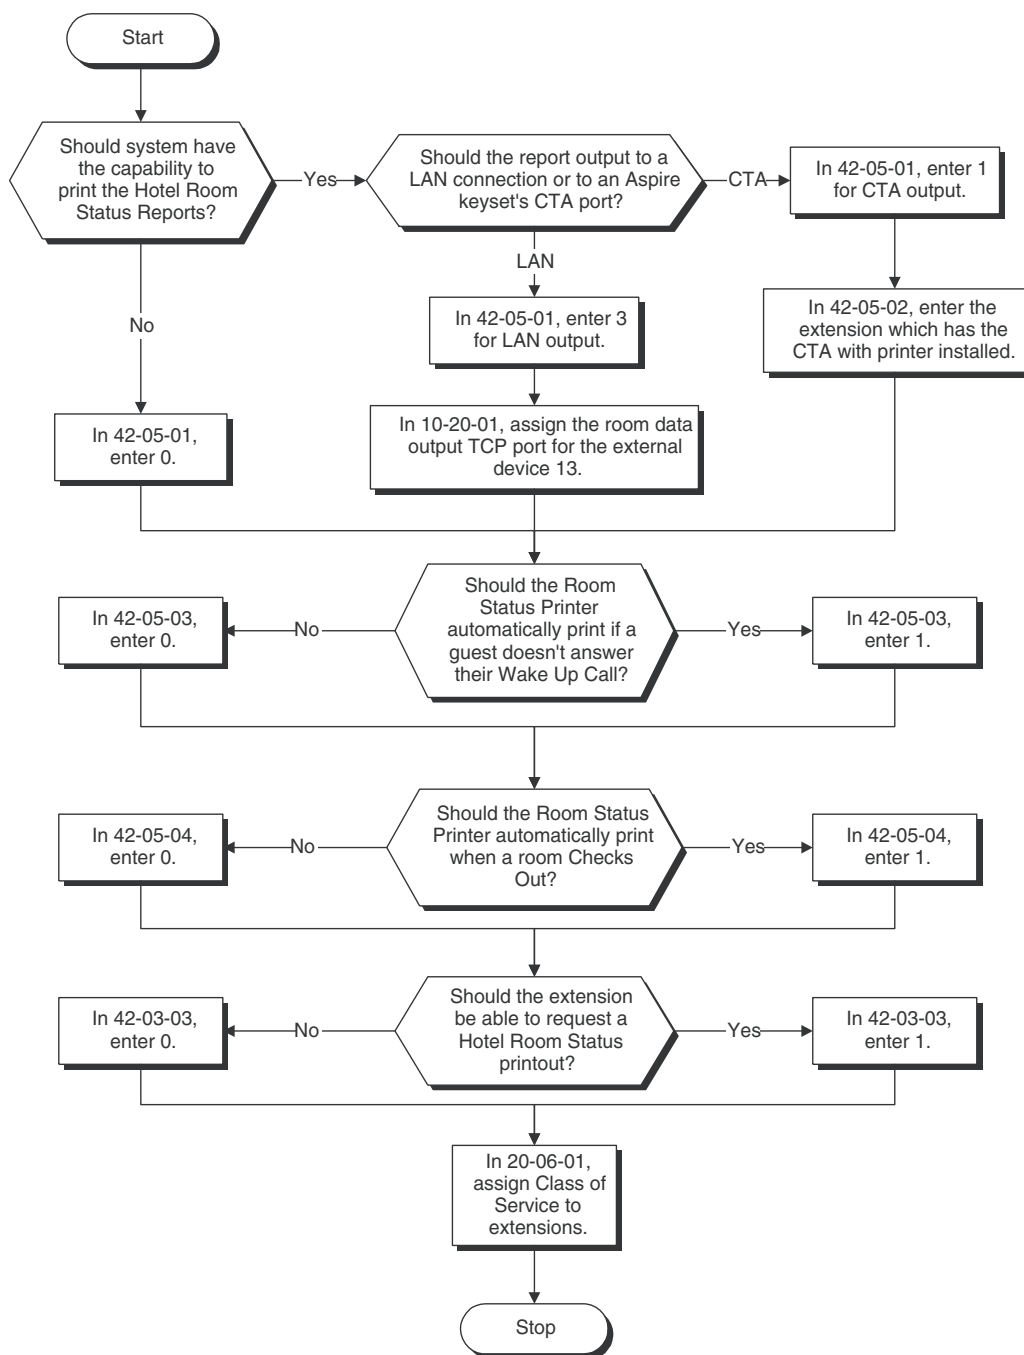 Start
Should system have
the capability to
print the Hotel Room
Status Reports?
Yes
Should the report output to a
LAN connection or to an Aspire
keyset's CTA port?
CTA
In 42-05-01, enter 1
for CTA output.
LAN
No
In 42-05-01, enter 3
for LAN output.
In 42-05-02, enter the
extension which has the
CTA with printer installed.
In 42-05-01,
enter 0.
In 10-20-01, assign the room data
output TCP port for the external
device 13.
In 42-05-03,
enter 0.
No
Should the Room
Status Printer
automatically print if a
guest doesn't answer
their Wake Up Call?
Yes
In 42-05-03,
enter 1.
In 42-05-04,
enter 0.
No
Should the Room Status
Printer automatically print
when a room Checks
Out?
Yes
In 42-05-04,
enter 1.
In 42-03-03,
enter 0.
No
Should the extension
be able to request a
Hotel Room Status
printout?
Yes
In 42-03-03,
enter 1.
In 20-06-01,
assign Class of
Service to
extensions.
Stop